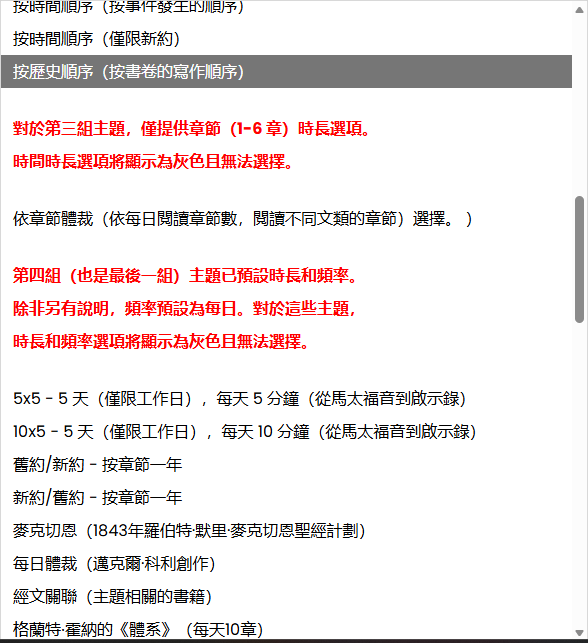 按時間順序（按事件發生的順序）
按時間順序（僅限新約）
按歷史順序（按書卷的寫作順序）
對於第三組主題，僅提供章節（1-6 章）時長選項。
時間時長選項將顯示為灰色且無法選擇。
依章節體裁（依每日閱讀章節數，閱讀不同文類的章節）選擇。 ）
第四組（也是最後一組）主題已預設時長和頻率。
除非另有說明，頻率預設為每日。對於這些主題，
時長和頻率選項將顯示為灰色且無法選擇。
5x5 - 5 天（僅限工作日），每天 5 分鐘（從馬太福音到啟示錄）
10x5 - 5 天（僅限工作日），每天 10 分鐘（從馬太福音到啟示錄）
舊約/新約 - 按章節一年
新約/舊約 - 按章節一年
麥克切恩（1843年羅伯特·默里·麥克切恩聖經計劃）
每日體裁（邁克爾·科利創作）
經文關聯（主題相關的書籍）
格蘭特·霍納的《體系》（每天10章）